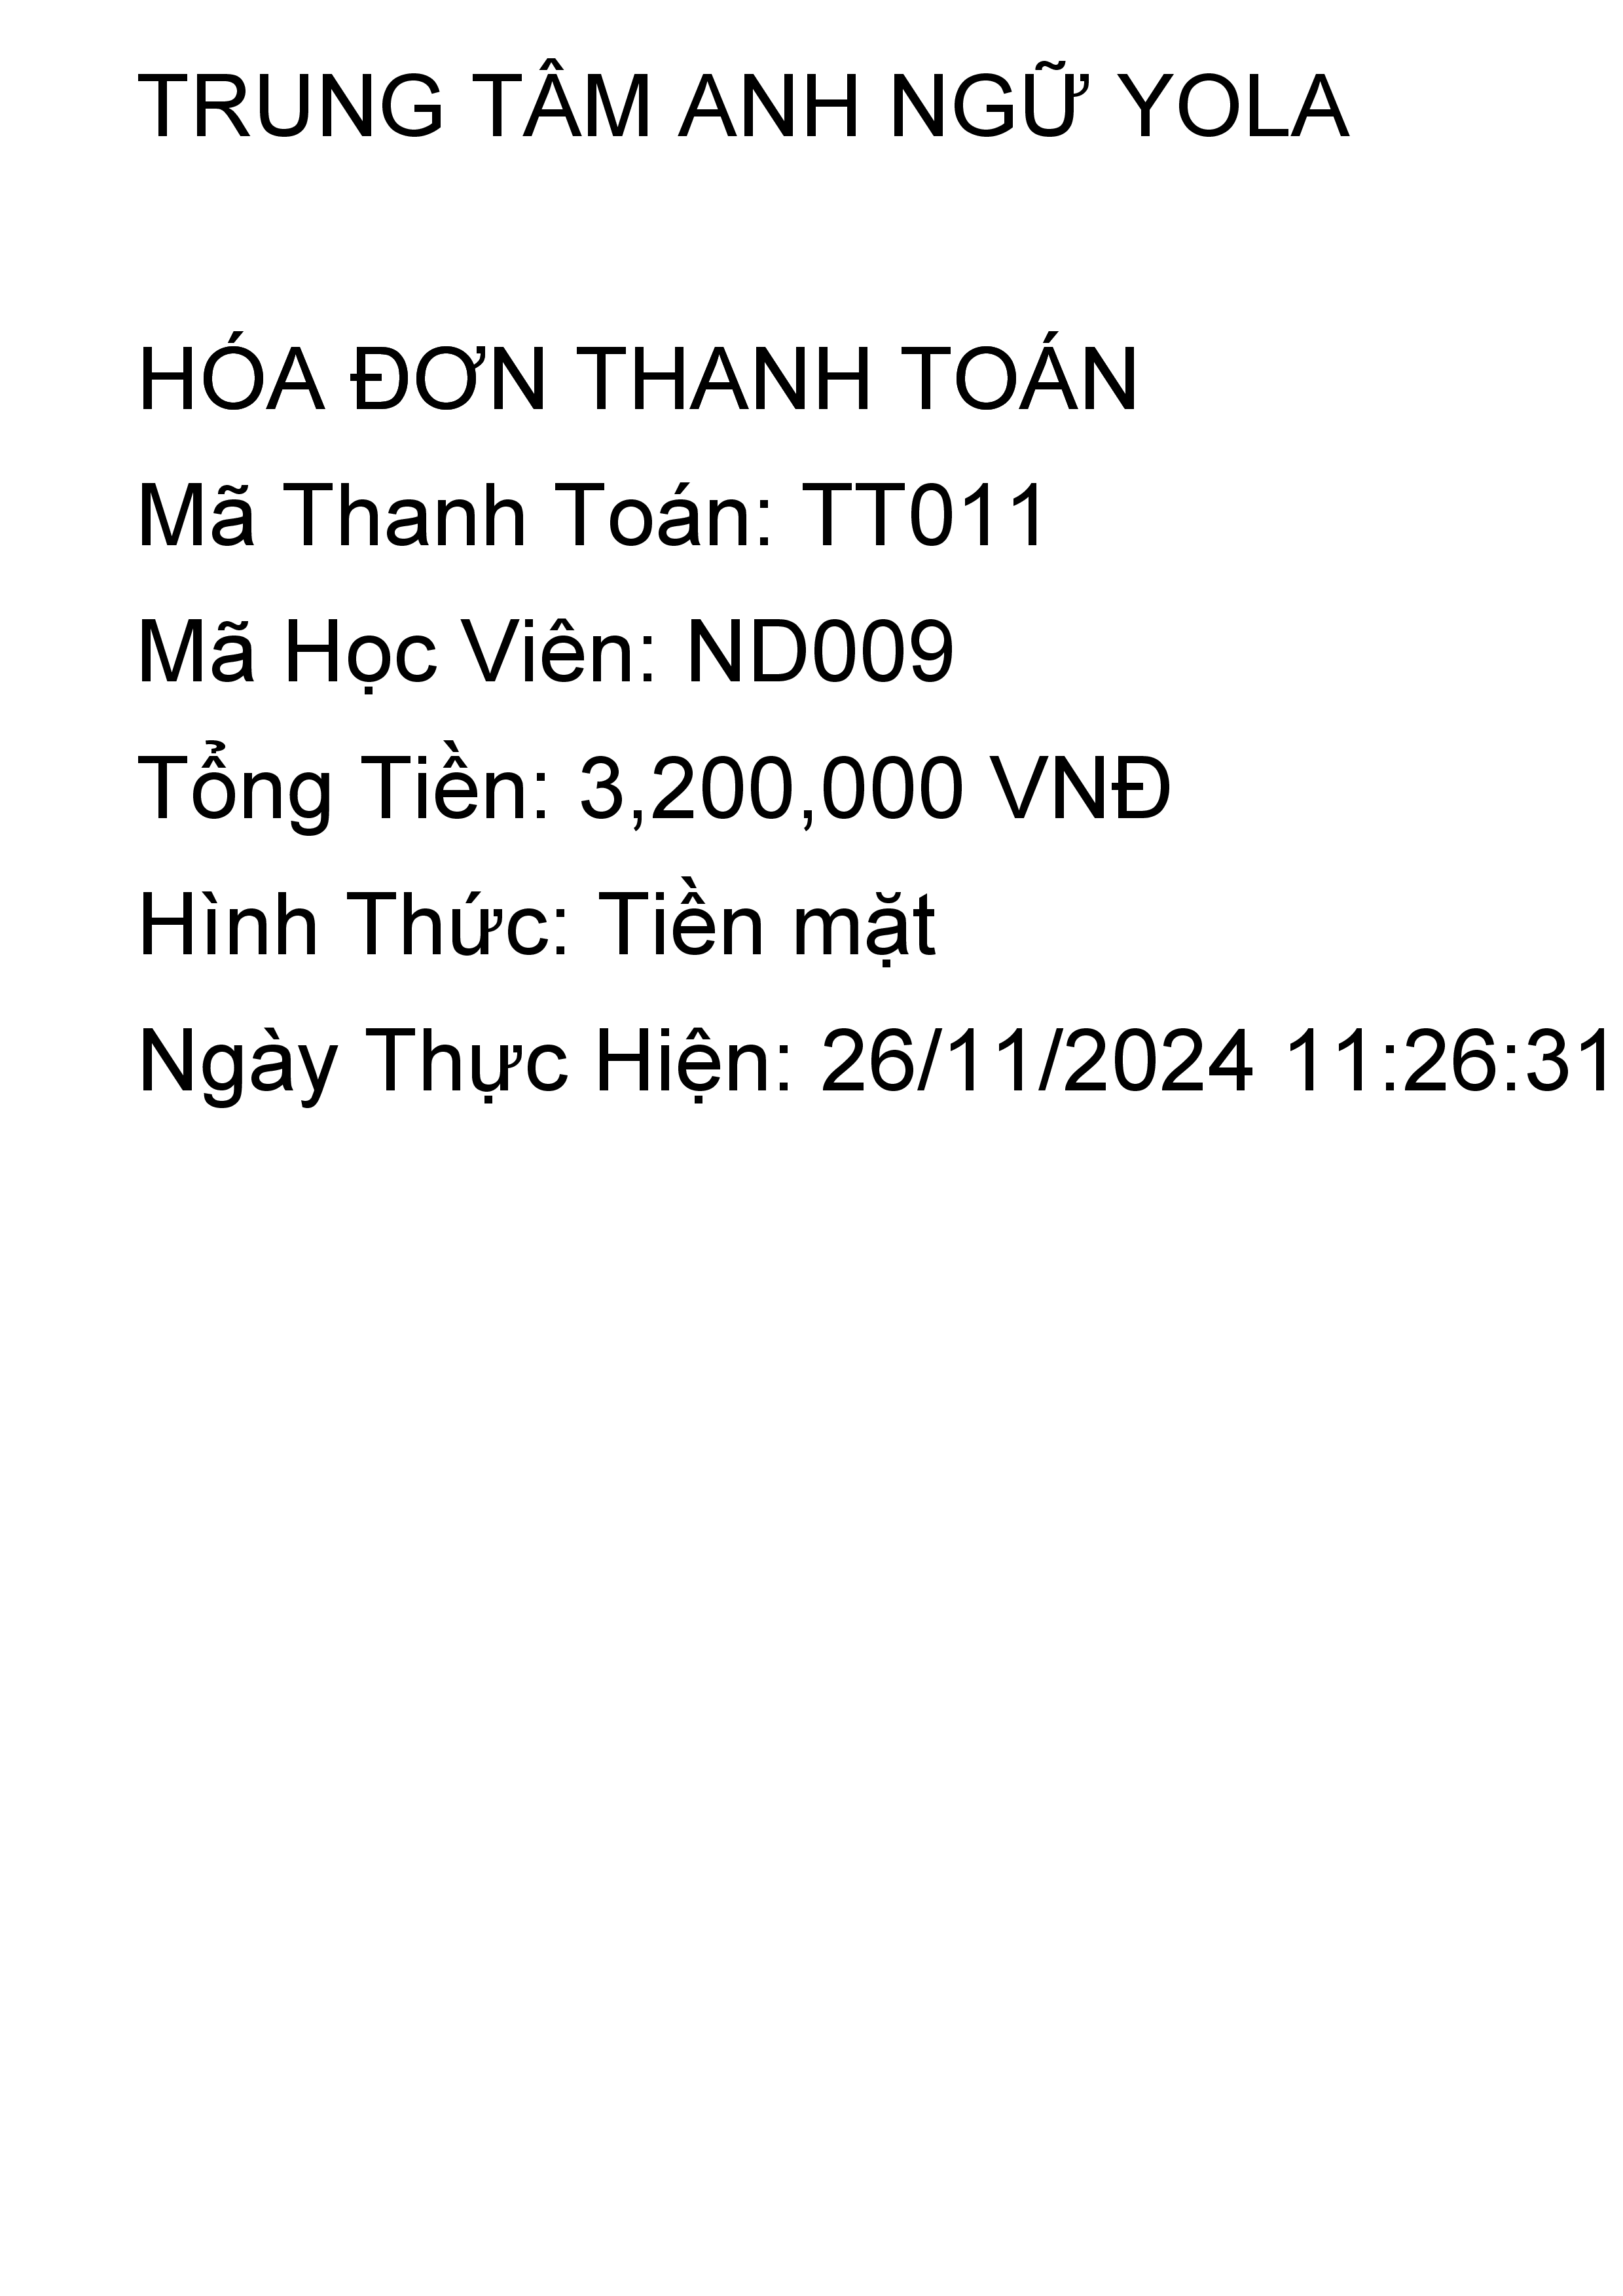 TRUNG TÂM ANH NGỮ YOLA
HÓA ĐƠN THANH TOÁN
Mã Thanh Toán: TT011
Mã Học Viên: ND009
Tổng Tiền: 3,200,000 VNĐ
Hình Thức: Tiền mặt
Ngày Thực Hiện: 26/11/2024 11:26:31